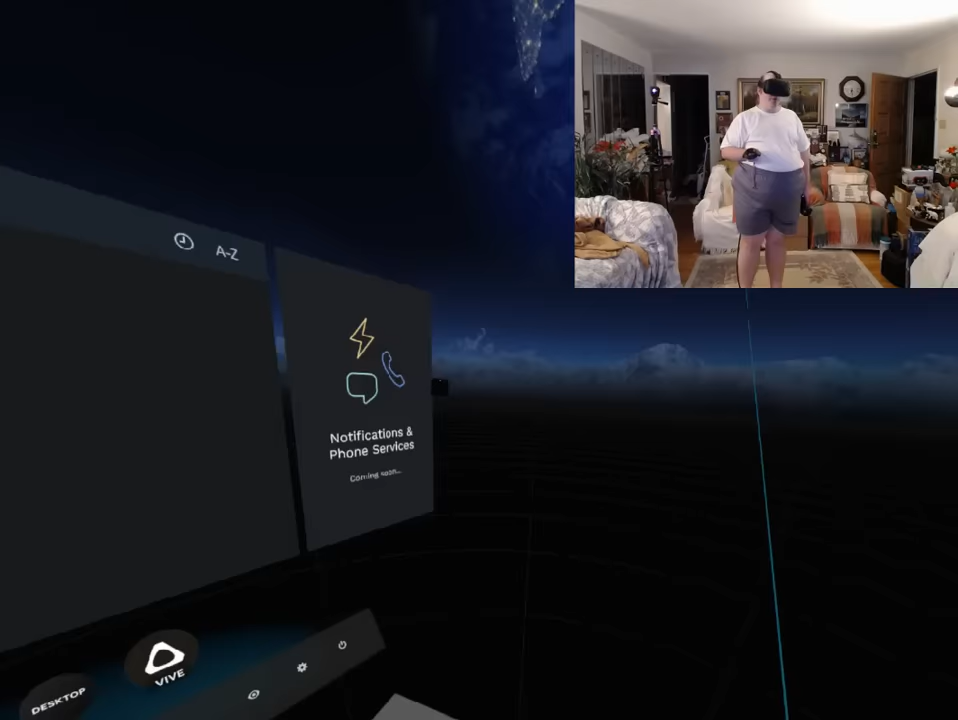 A-Z
Notifications &
Phone Services
Coming soon...
VIVE
DESKTOP